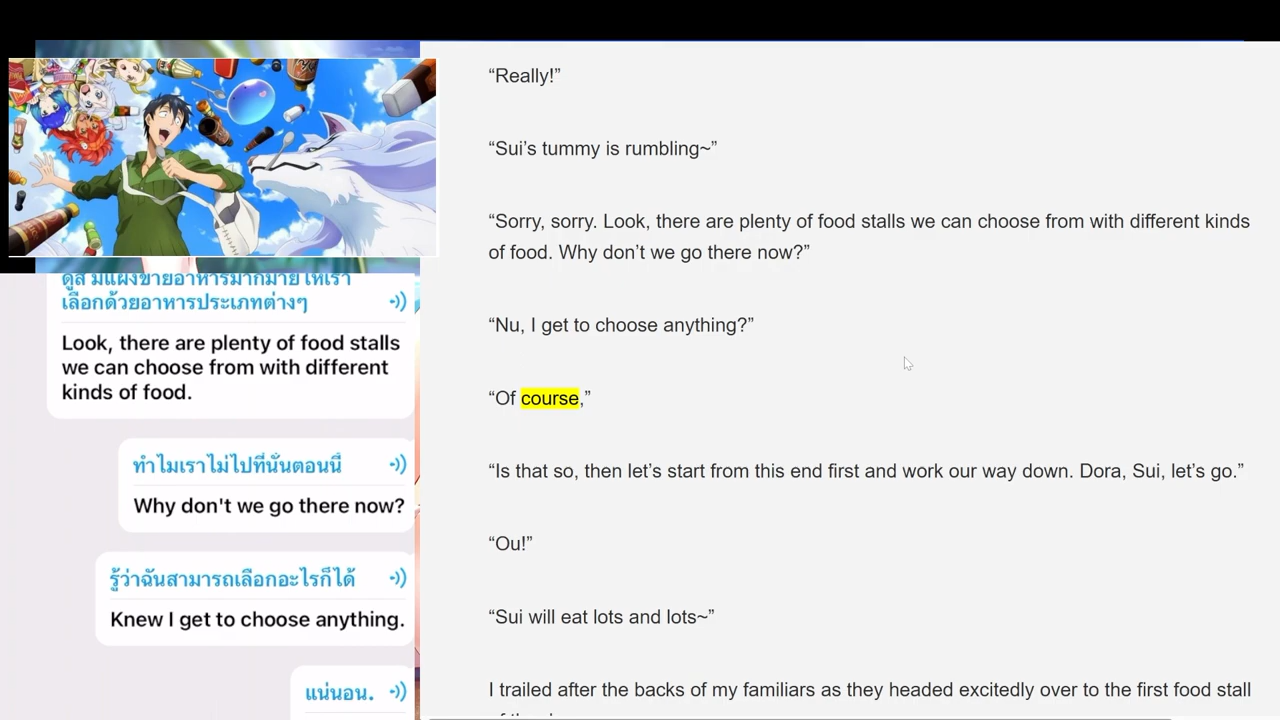 ดูสิ มีแผงขายอาหารมากมายให้เรา
เลือกด้วยอาหารประเภทต่างๆ
Look, there are plenty of food stalls
we can choose from with different
kinds of food.
ทำไมเราไม่ไปที่นั่นตอนนี้
Why don't we go there now?
รู้ว่าฉันสามารถเลือกอะไรก็ได้
Knew I get to choose anything.
แน่นอน.
“Really!”
“Sui’s tummy is rumbling~”
“Sorry, sorry. Look, there are plenty of food stalls we can choose from with different kinds
of food. Why don’t we go there now?”
“Nu, I get to choose anything?”
“Of course,”
“Is that so, then let’s start from this end first and work our way down. Dora, Sui, let’s go.”
“Ou!”
“Sui will eat lots and lots~”
I trailed after the backs of my familiars as they headed excitedly over to the first food stall